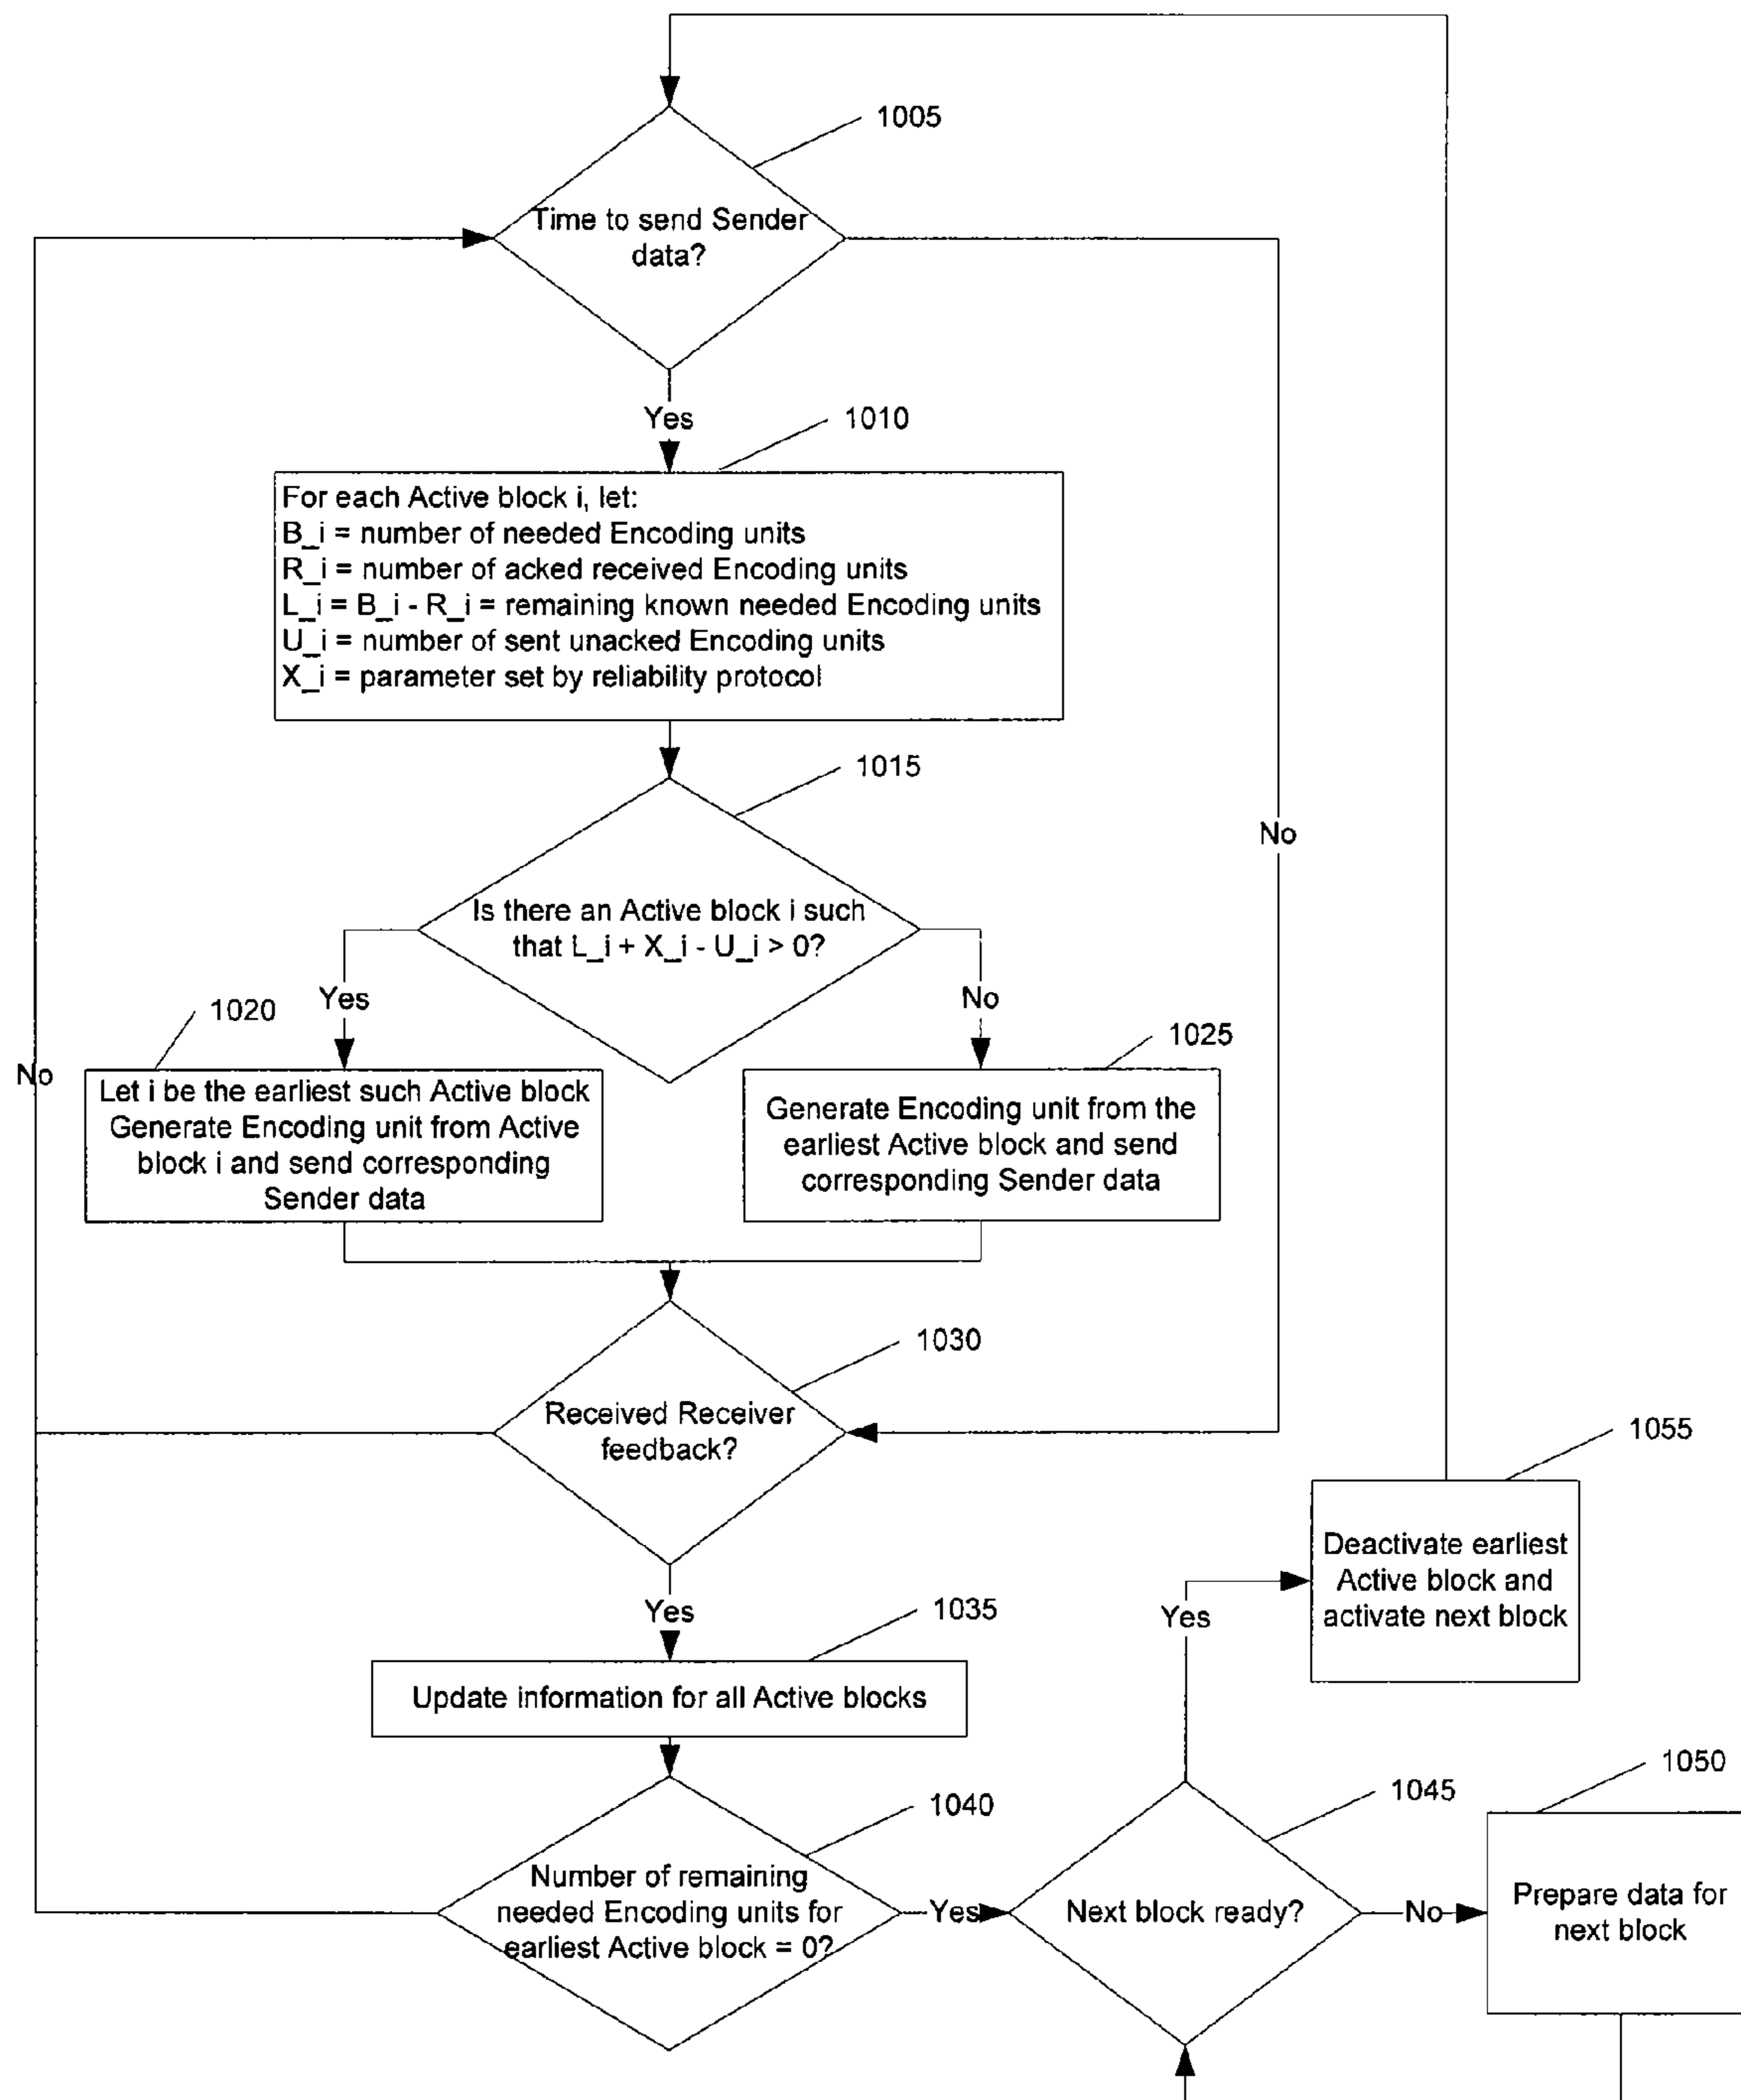 1005
Time to send Sender
data?
Yes
1010
For each Active block i, let:
B_i = number of needed Encoding units
R_i = number of acked received Encoding units
L_i = B_i - R_i = remaining known needed Encoding units
U_i = number of sent unacked Encoding units
X_i = parameter set by reliability protocol
1015
No
Is there an Active block i such
that L_i + X_i - U_i > 0?
Yes
No
1020
1025
No
Let i be the earliest such Active block
Generate Encoding unit from Active
block i and send corresponding
Sender data
Generate Encoding unit from the
earliest Active block and send
corresponding Sender data
1030
Received Receiver
feedback?
1055
Deactivate earliest
Active block and
activate next block
Yes
1035
Yes
Update information for all Active blocks
1040
1045
1050
Number of remaining
needed Encoding units for
earliest Active block = 0?
Yes
Next block ready?
No
Prepare data for
next block